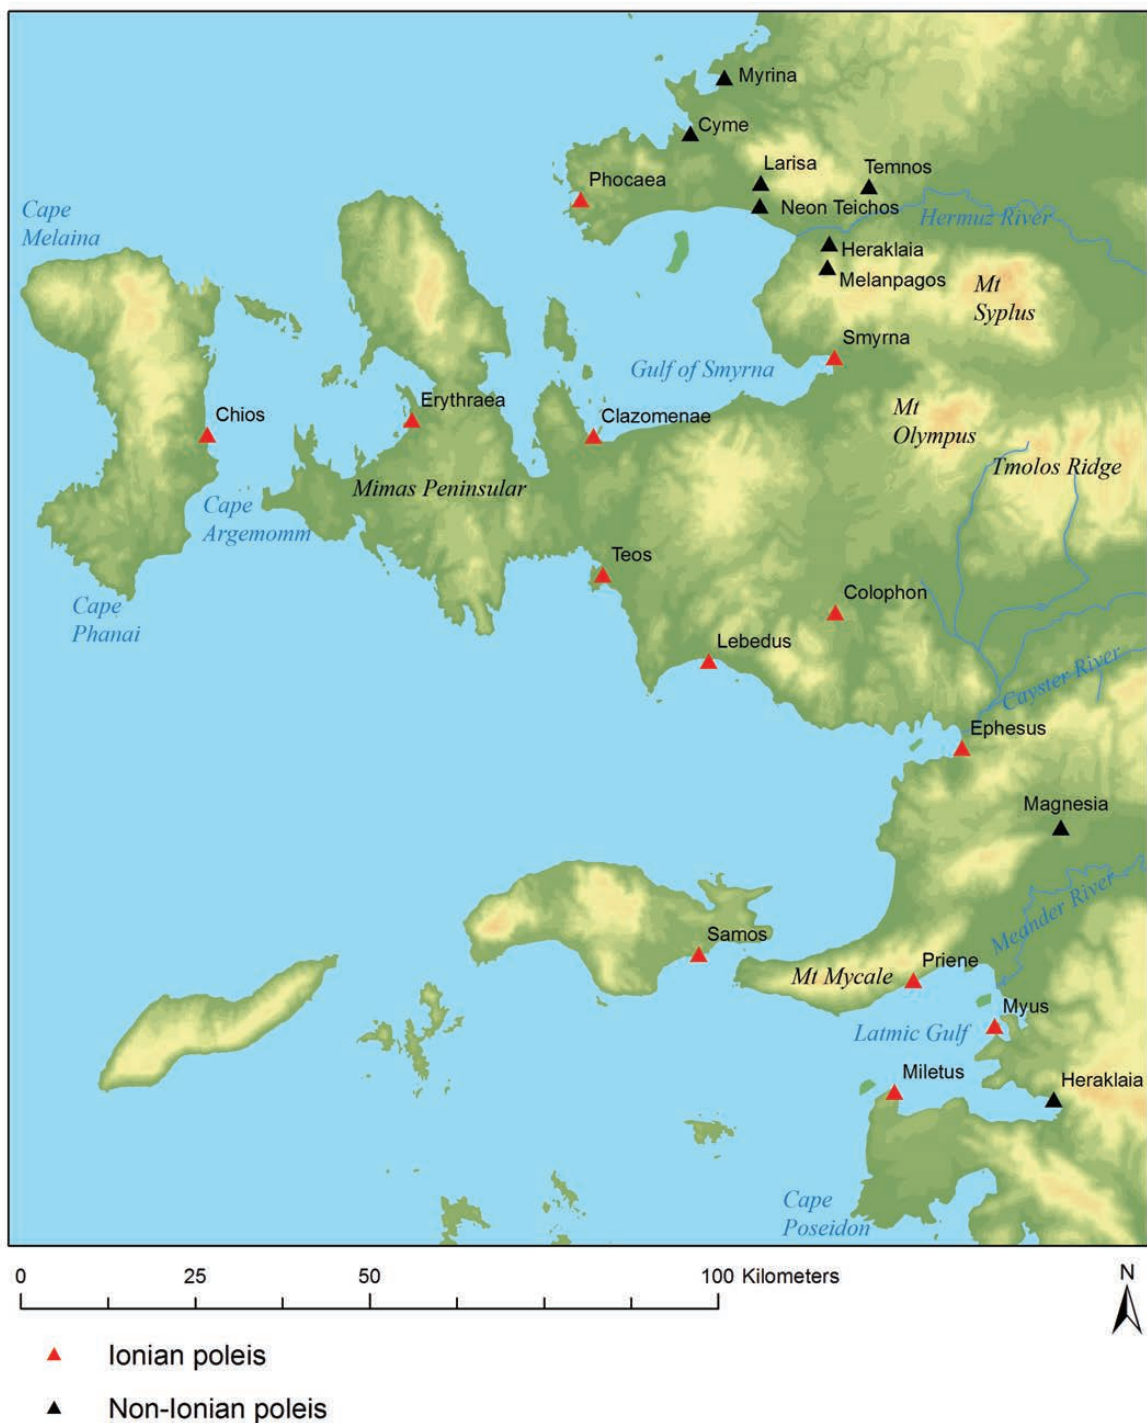 Myrina
Cyme
Larisa
Temnos
Phocaea
Neon Teichos
Cape
Melaina
Hermuz River
Heraklaia
Melanpagos
Mt
Syplus
Smyrna
Gulf of Smyrna
Erythraea
Chios
Clazomenae
Mt
Olympus
Tmolos Ridge
Mimas Peninsular
Cape
Argemomm
Teos
Colophon
Cape
Phanai
Lebedus
Cayster River
Ephesus
Magnesia
Meander River
Samos
Mt Mycale
Priene
Myus
Latmic Gulf
Miletus
Heraklaia
Cape
Poseidon
0 25 50 100 Kilometers
N
Ionian poleis
Non-Ionian poleis